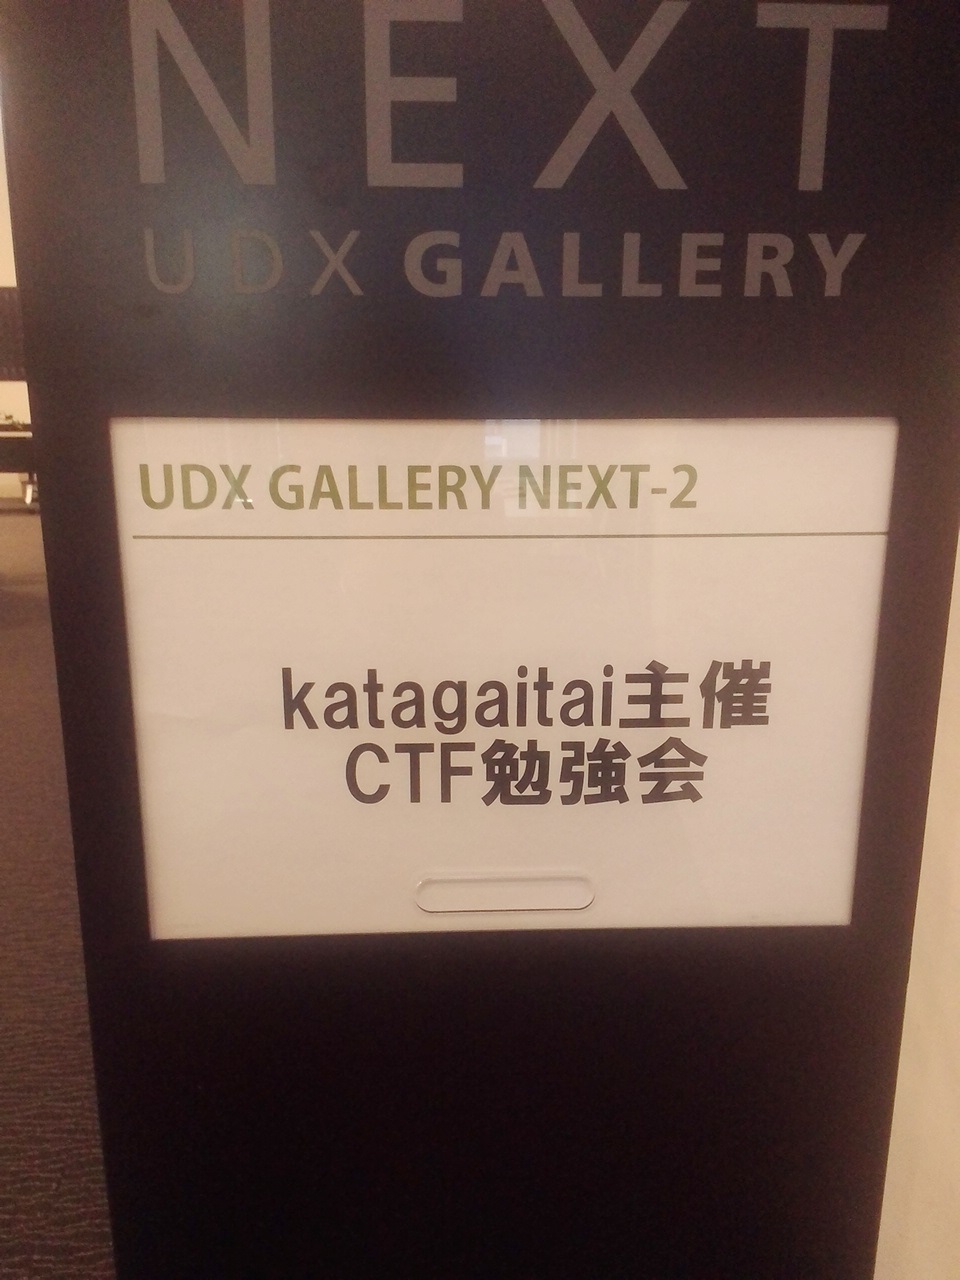 NEXT
UDX GALLERY
UDX GALLERY NEXT-2
katagaitai主催
CTF勉強会